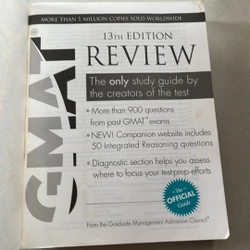 MORE THAN 5 MILLION COPIES SOLD WORLDWIDE
13TH EDITION
REVIEW
GMAT®
The only study guide by
the creators of the test
• More than 900 questions
from past GMAT® exams
• NEW! Companion website includes
50 Integrated Reasoning questions
• Diagnostic section helps you assess
where to focus your test-prep efforts
The
OFFICIAL
Guide
From the Graduate Management Admission Council®